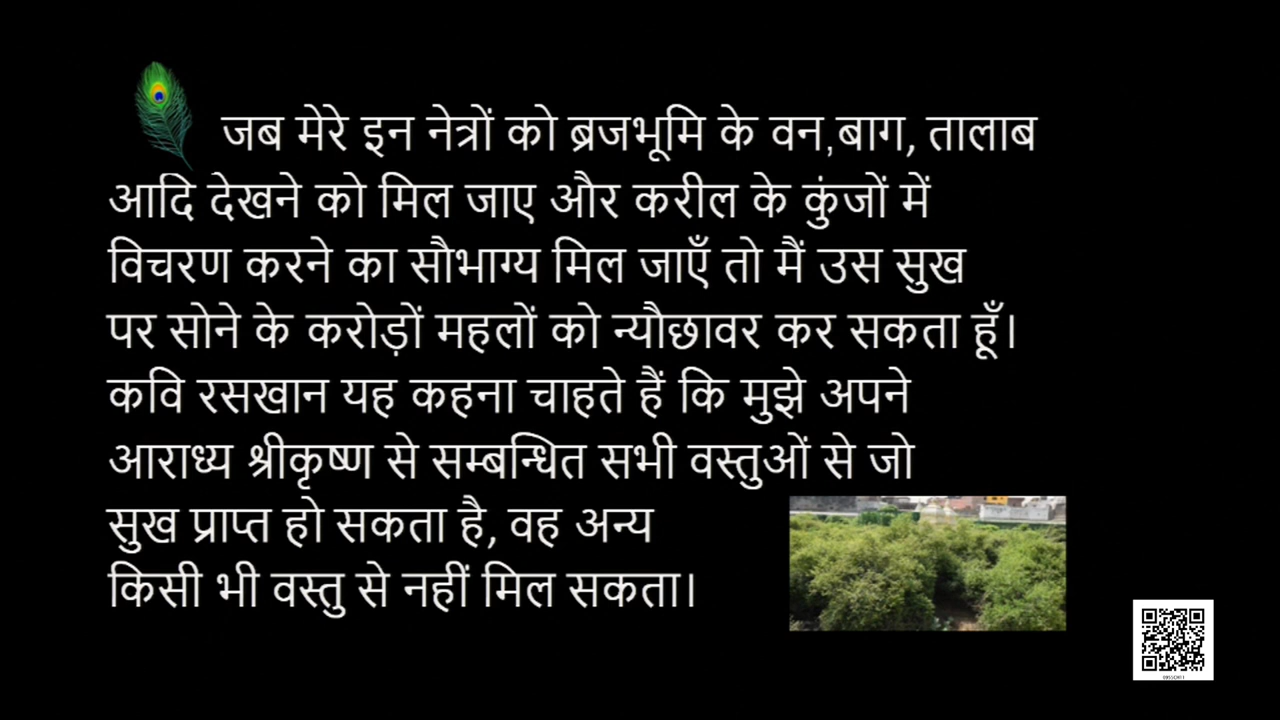 जब मेरे इन नेत्रों को ब्रजभूमि के वन,बाग, तालाब
आदि देखने को मिल जाए और करील के कुंजों में
विचरण करने का सौभाग्य मिल जाएँ तो मैं उस सुख
पर सोने के करोड़ों महलों को न्यौछावर कर सकता हूँ।
कवि रसखान यह कहना चाहते हैं कि मुझे अपने
आराध्य श्रीकृष्ण से सम्बन्धित सभी वस्तुओं से जो
सुख प्राप्त हो सकता है, वह अन्य
किसी भी वस्तु से नहीं मिल सकता।